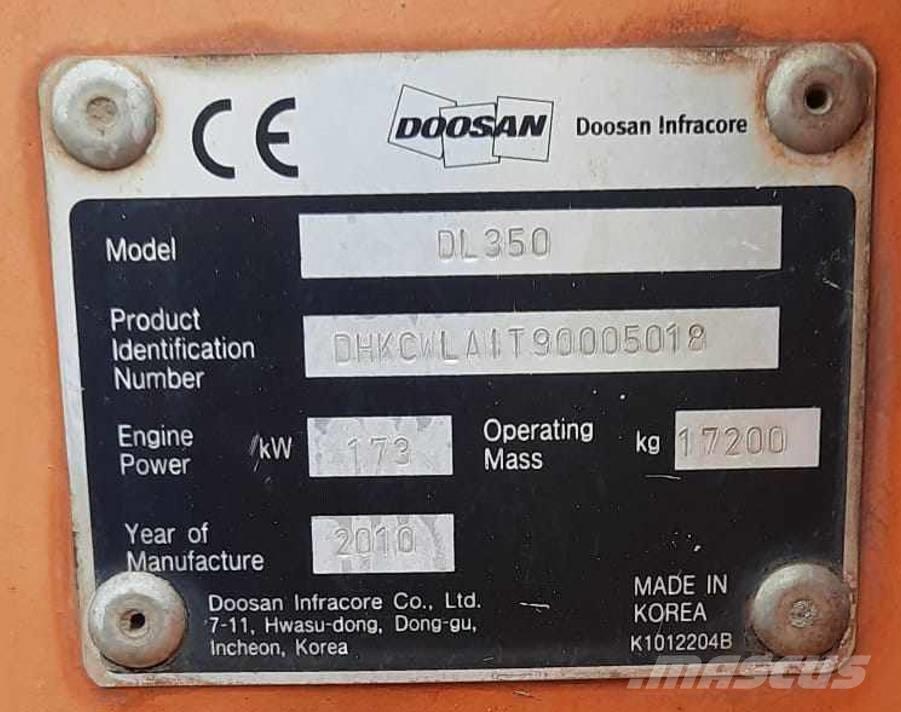 CE DOOSAN Doosan Infracore
Model DL350
Product
Identification DHKCWLA1T90005018
Number
Engine
Power kW 173
Operating
Mass kg 17200
Year of
Manufacture 2010
Doosan Infracore Co., Ltd.
7-11, Hwasu-dong, Dong-gu,
Incheon, Korea
MADE IN
KOREA
K1012204B
MASCUS